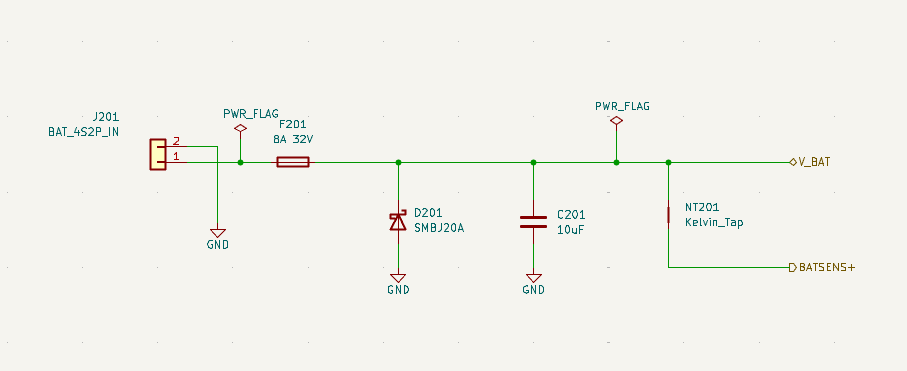 J201
BAT_4S2P_IN
2
1
PWR_FLAG
F201
8A 32V
GND
D201
SMBJ20A
GND
C201
10uF
GND
PWR_FLAG
V_BAT
NT201
Kelvin_Tap
BATSENS+